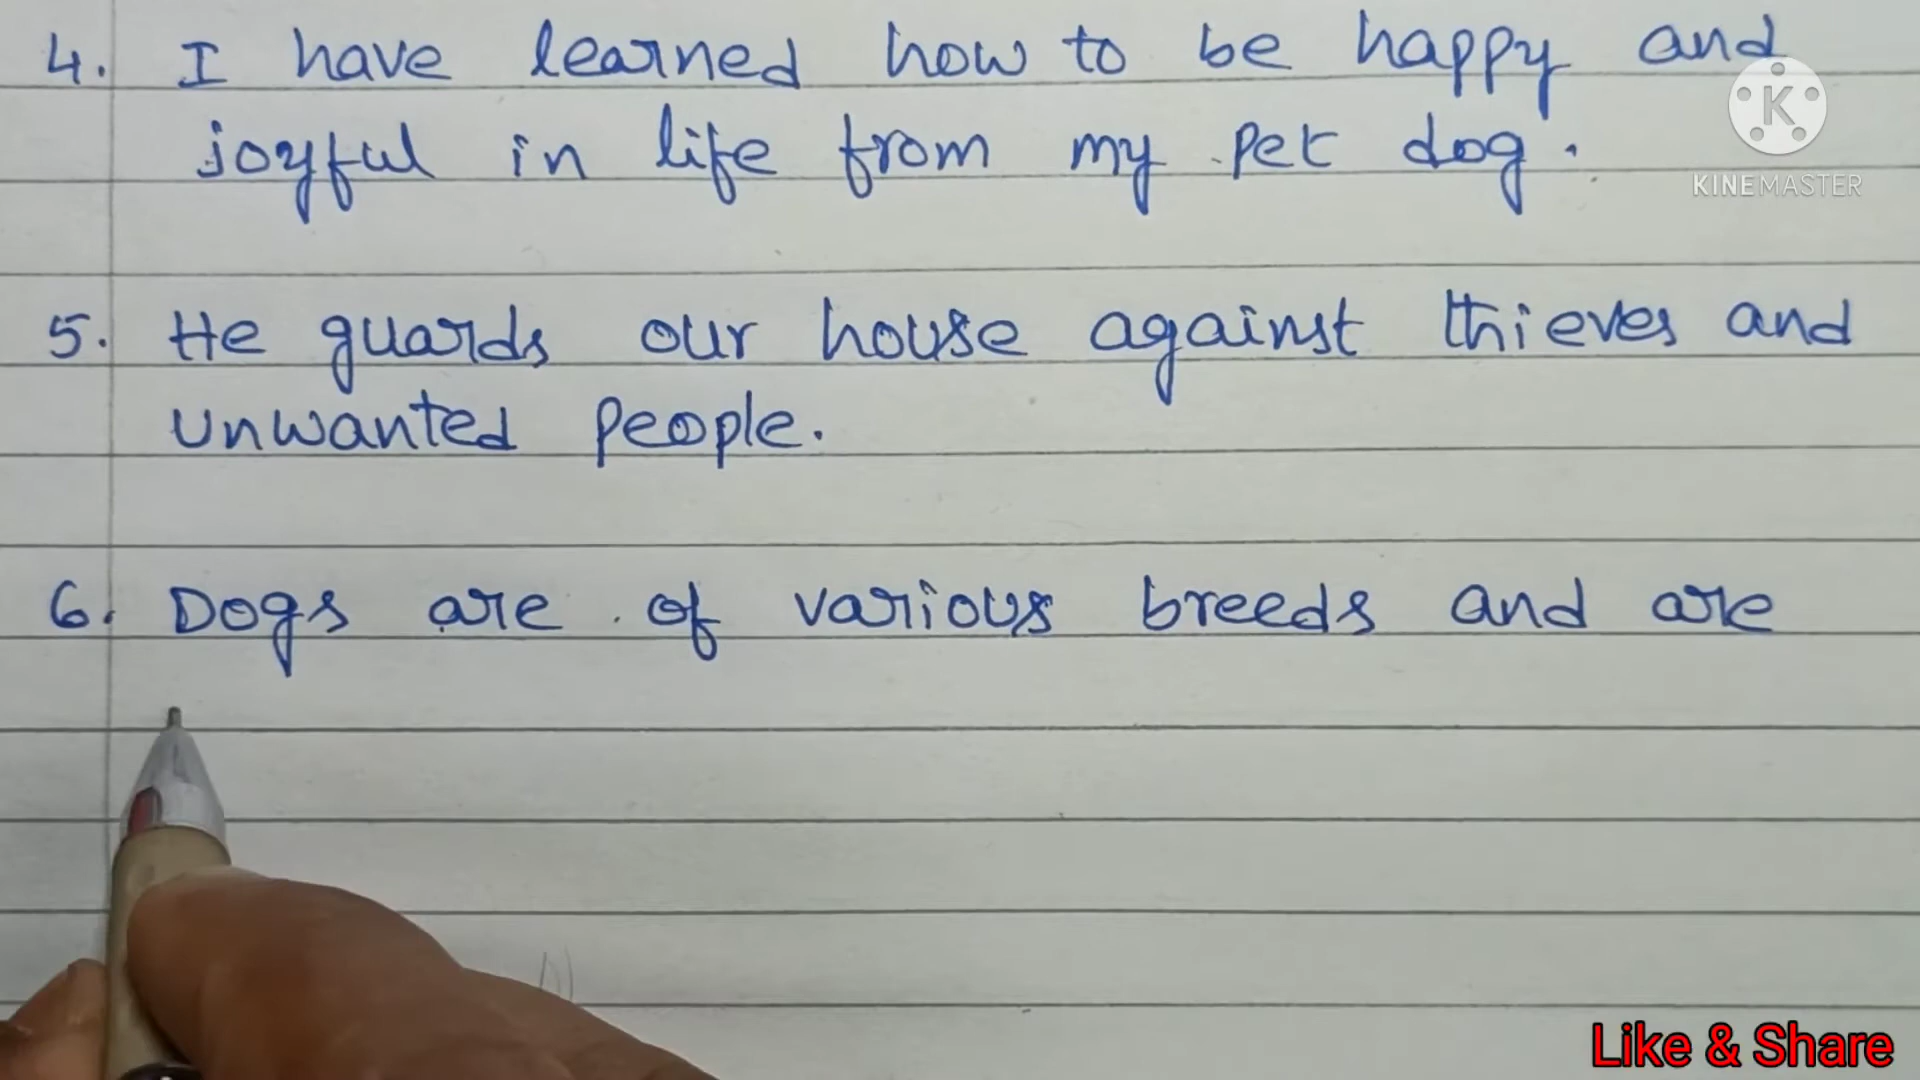 4. I have learned how to be happy and
joyful in life from my pet dog.
5. He guards our house against thieves and
unwanted people.
6. Dogs are of various breeds and are
KINEMASTER
Like & Share